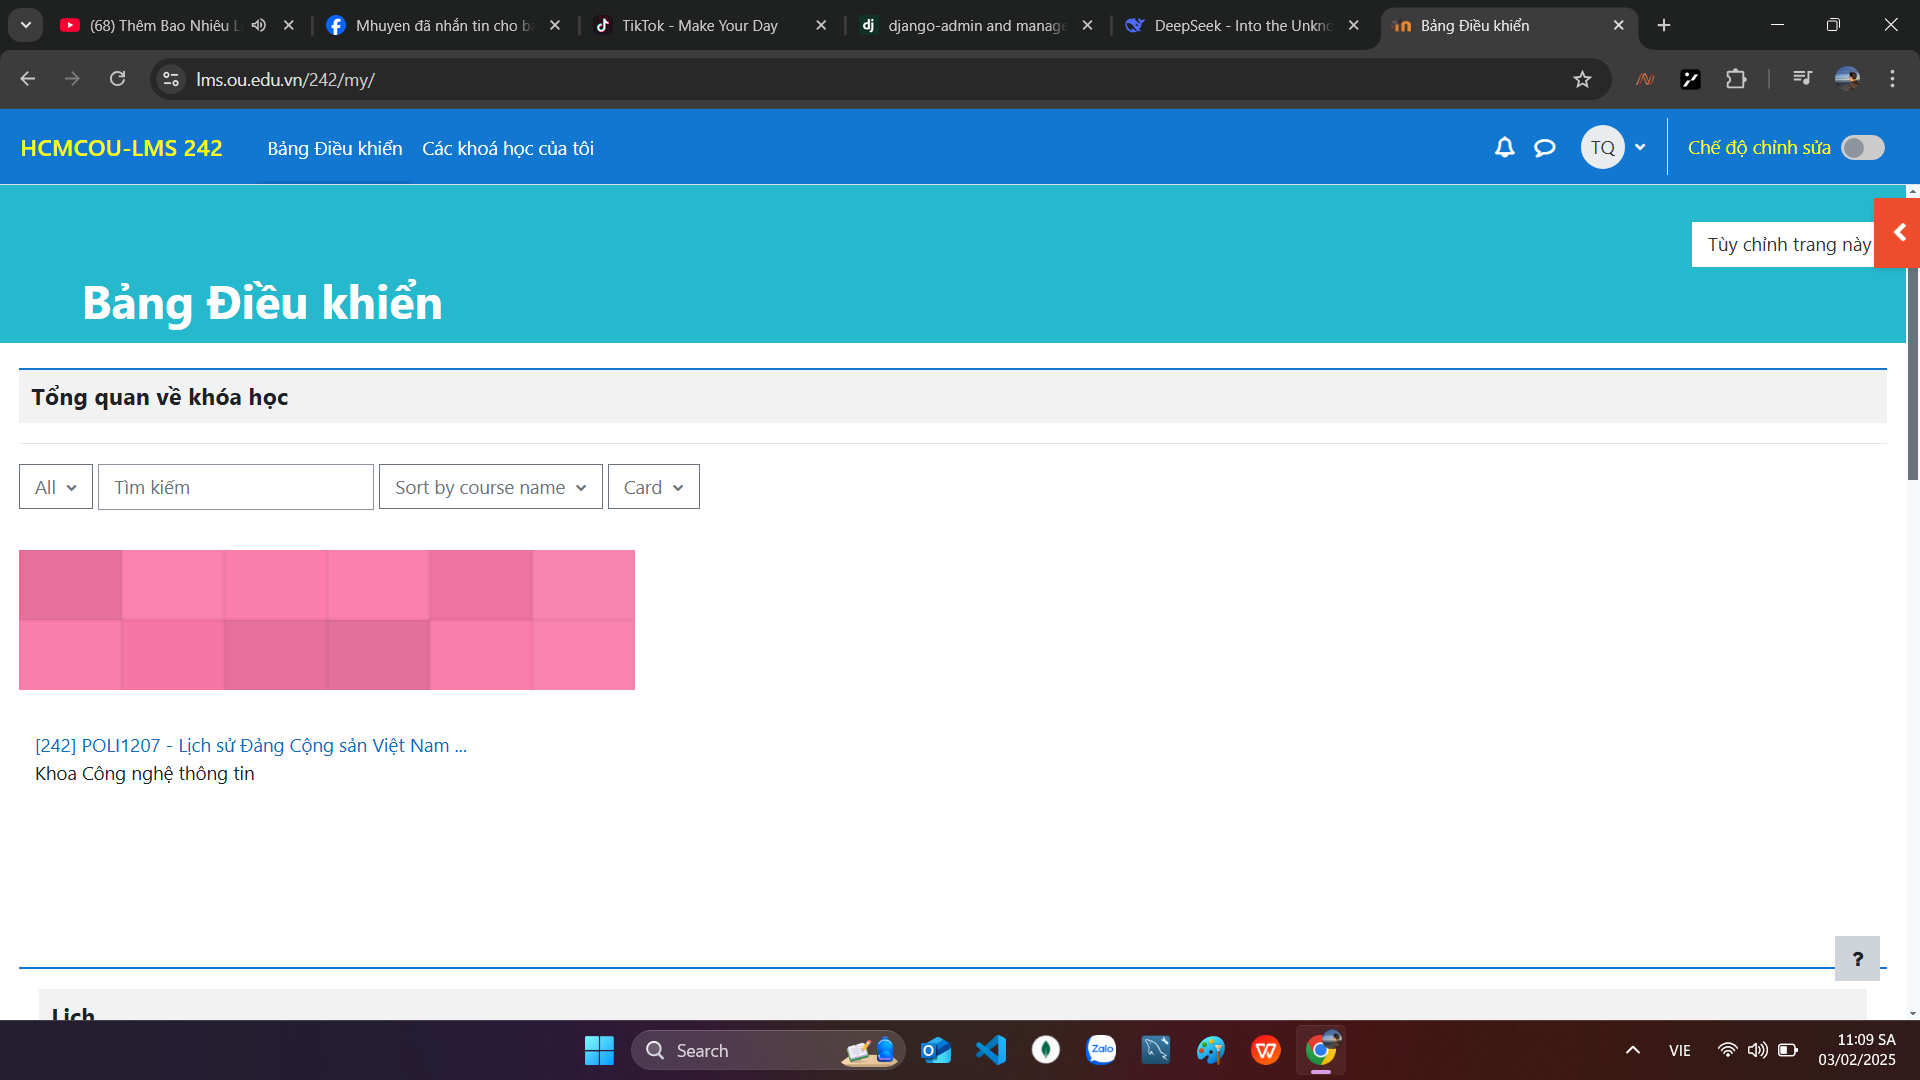 (68) Thêm Bao Nhiêu L
Mhuyen đã nhắn tin cho b
TikTok - Make Your Day
django-admin and manage
DeepSeek - Into the Unkno
Bảng Điều khiển
lms.ou.edu.vn/242/my/
HCMCOU-LMS 242
Bảng Điều khiển
Các khoá học của tôi
TQ
Chế độ chỉnh sửa
Tùy chỉnh trang này
Bảng Điều khiển
Tổng quan về khóa học
All
Tìm kiếm
Sort by course name
Card
[242] POLI1207 - Lịch sử Đảng Cộng sản Việt Nam ...
Khoa Công nghệ thông tin
?
Lịch
Search
Zalo
VIE
11:09 SA
03/02/2025